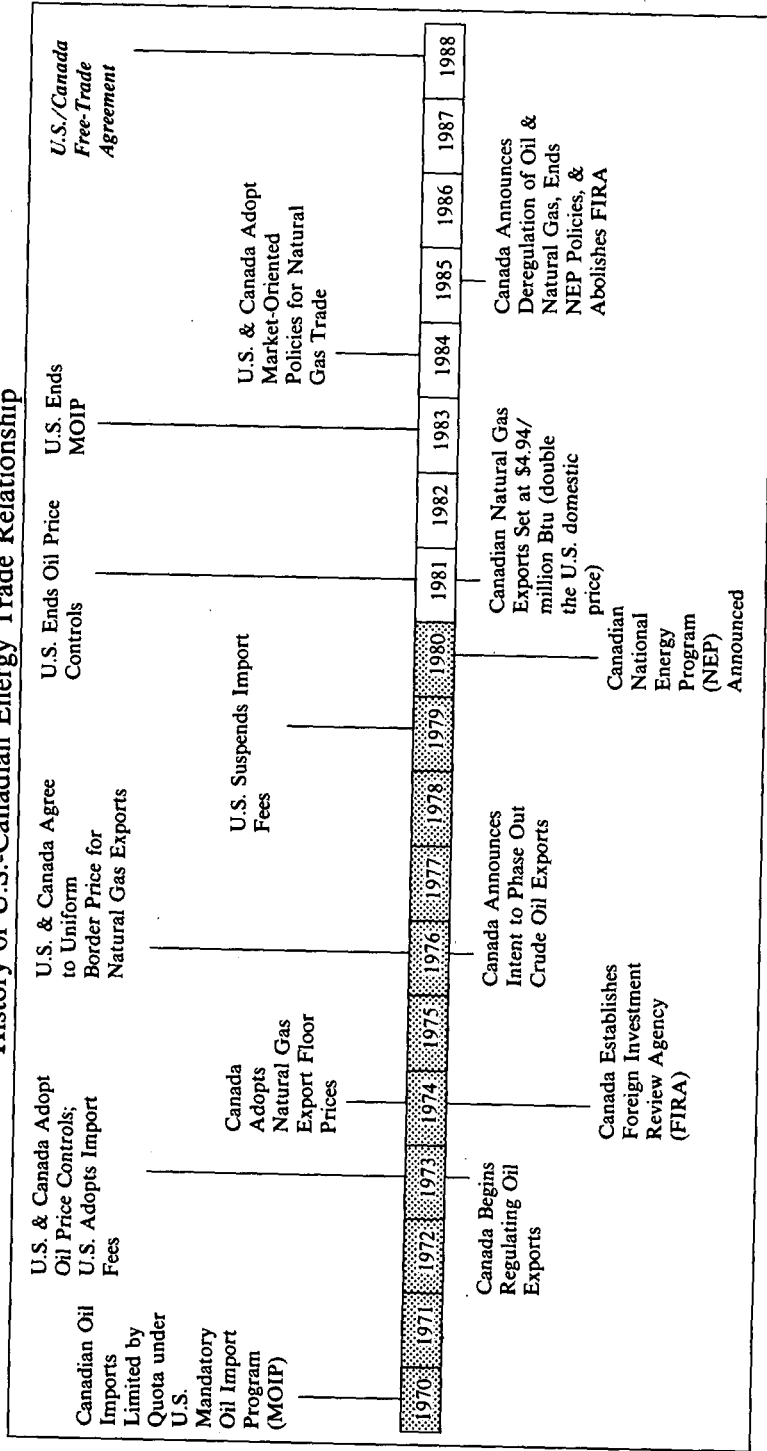 History of U.S.-Canadian Energy Trade Relationship
Canadian Oil
Imports
Limited by
Quota under
U.S.
Mandatory
Oil Import
Program
(MOIP)
U.S. & Canada Adopt
Oil Price Controls;
U.S. Adopts Import
Fees
Canada
Adopts
Natural Gas
Export Floor
Prices
U.S. & Canada Agree
to Uniform
Border Price for
Natural Gas Exports
U.S. Suspends Import
Fees
U.S. Ends Oil Price
Controls
U.S. Ends
MOIP
U.S. & Canada Adopt
Market-Oriented
Policies for Natural
Gas Trade
U.S./Canada
Free-Trade
Agreement
1970 1971 1972 1973 1974 1975 1976 1977 1978 1979 1980 1981 1982 1983 1984 1985 1986 1987 1988
Canada Begins
Regulating Oil
Exports
Canada Establishes
Foreign Investment
Review Agency
(FIRA)
Canada Announces
Intent to Phase Out
Crude Oil Exports
Canadian
National
Energy
Program
(NEP)
Announced
Canadian Natural Gas
Exports Set at $4.94/
million Btu (double
the U.S. domestic
price)
Canada Announces
Deregulation of Oil &
Natural Gas, Ends
NEP Policies, &
Abolishes FIRA